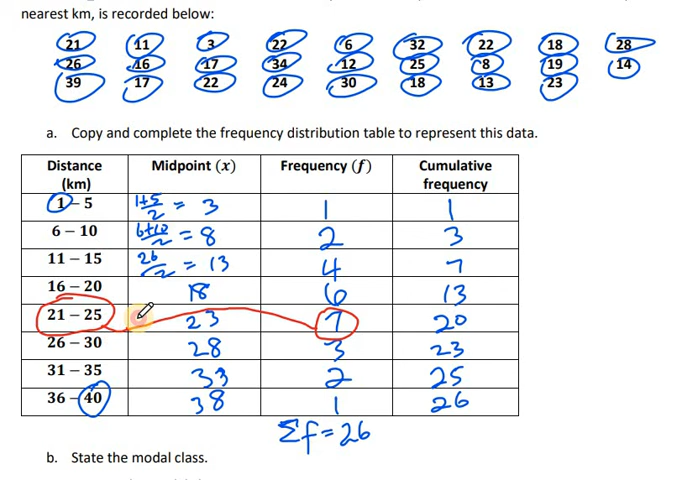 nearest km, is recorded below:
21 11 3 22 6 32 22 18 28
26 16 17 34 12 25 8 19 14
39 17 22 24 30 18 13 23
a. Copy and complete the frequency distribution table to represent this data.
Distance (km) Midpoint (x) Frequency (f) Cumulative frequency
1 – 5 1+5/2 = 3 1 1
6 – 10 6+10/2 = 8 2 3
11 – 15 26/2 = 13 4 7
16 – 20 18 6 13
21 – 25 23 7 20
26 – 30 28 3 23
31 – 35 33 2 25
36 – 40 38 1 26
Σf = 26
b. State the modal class.